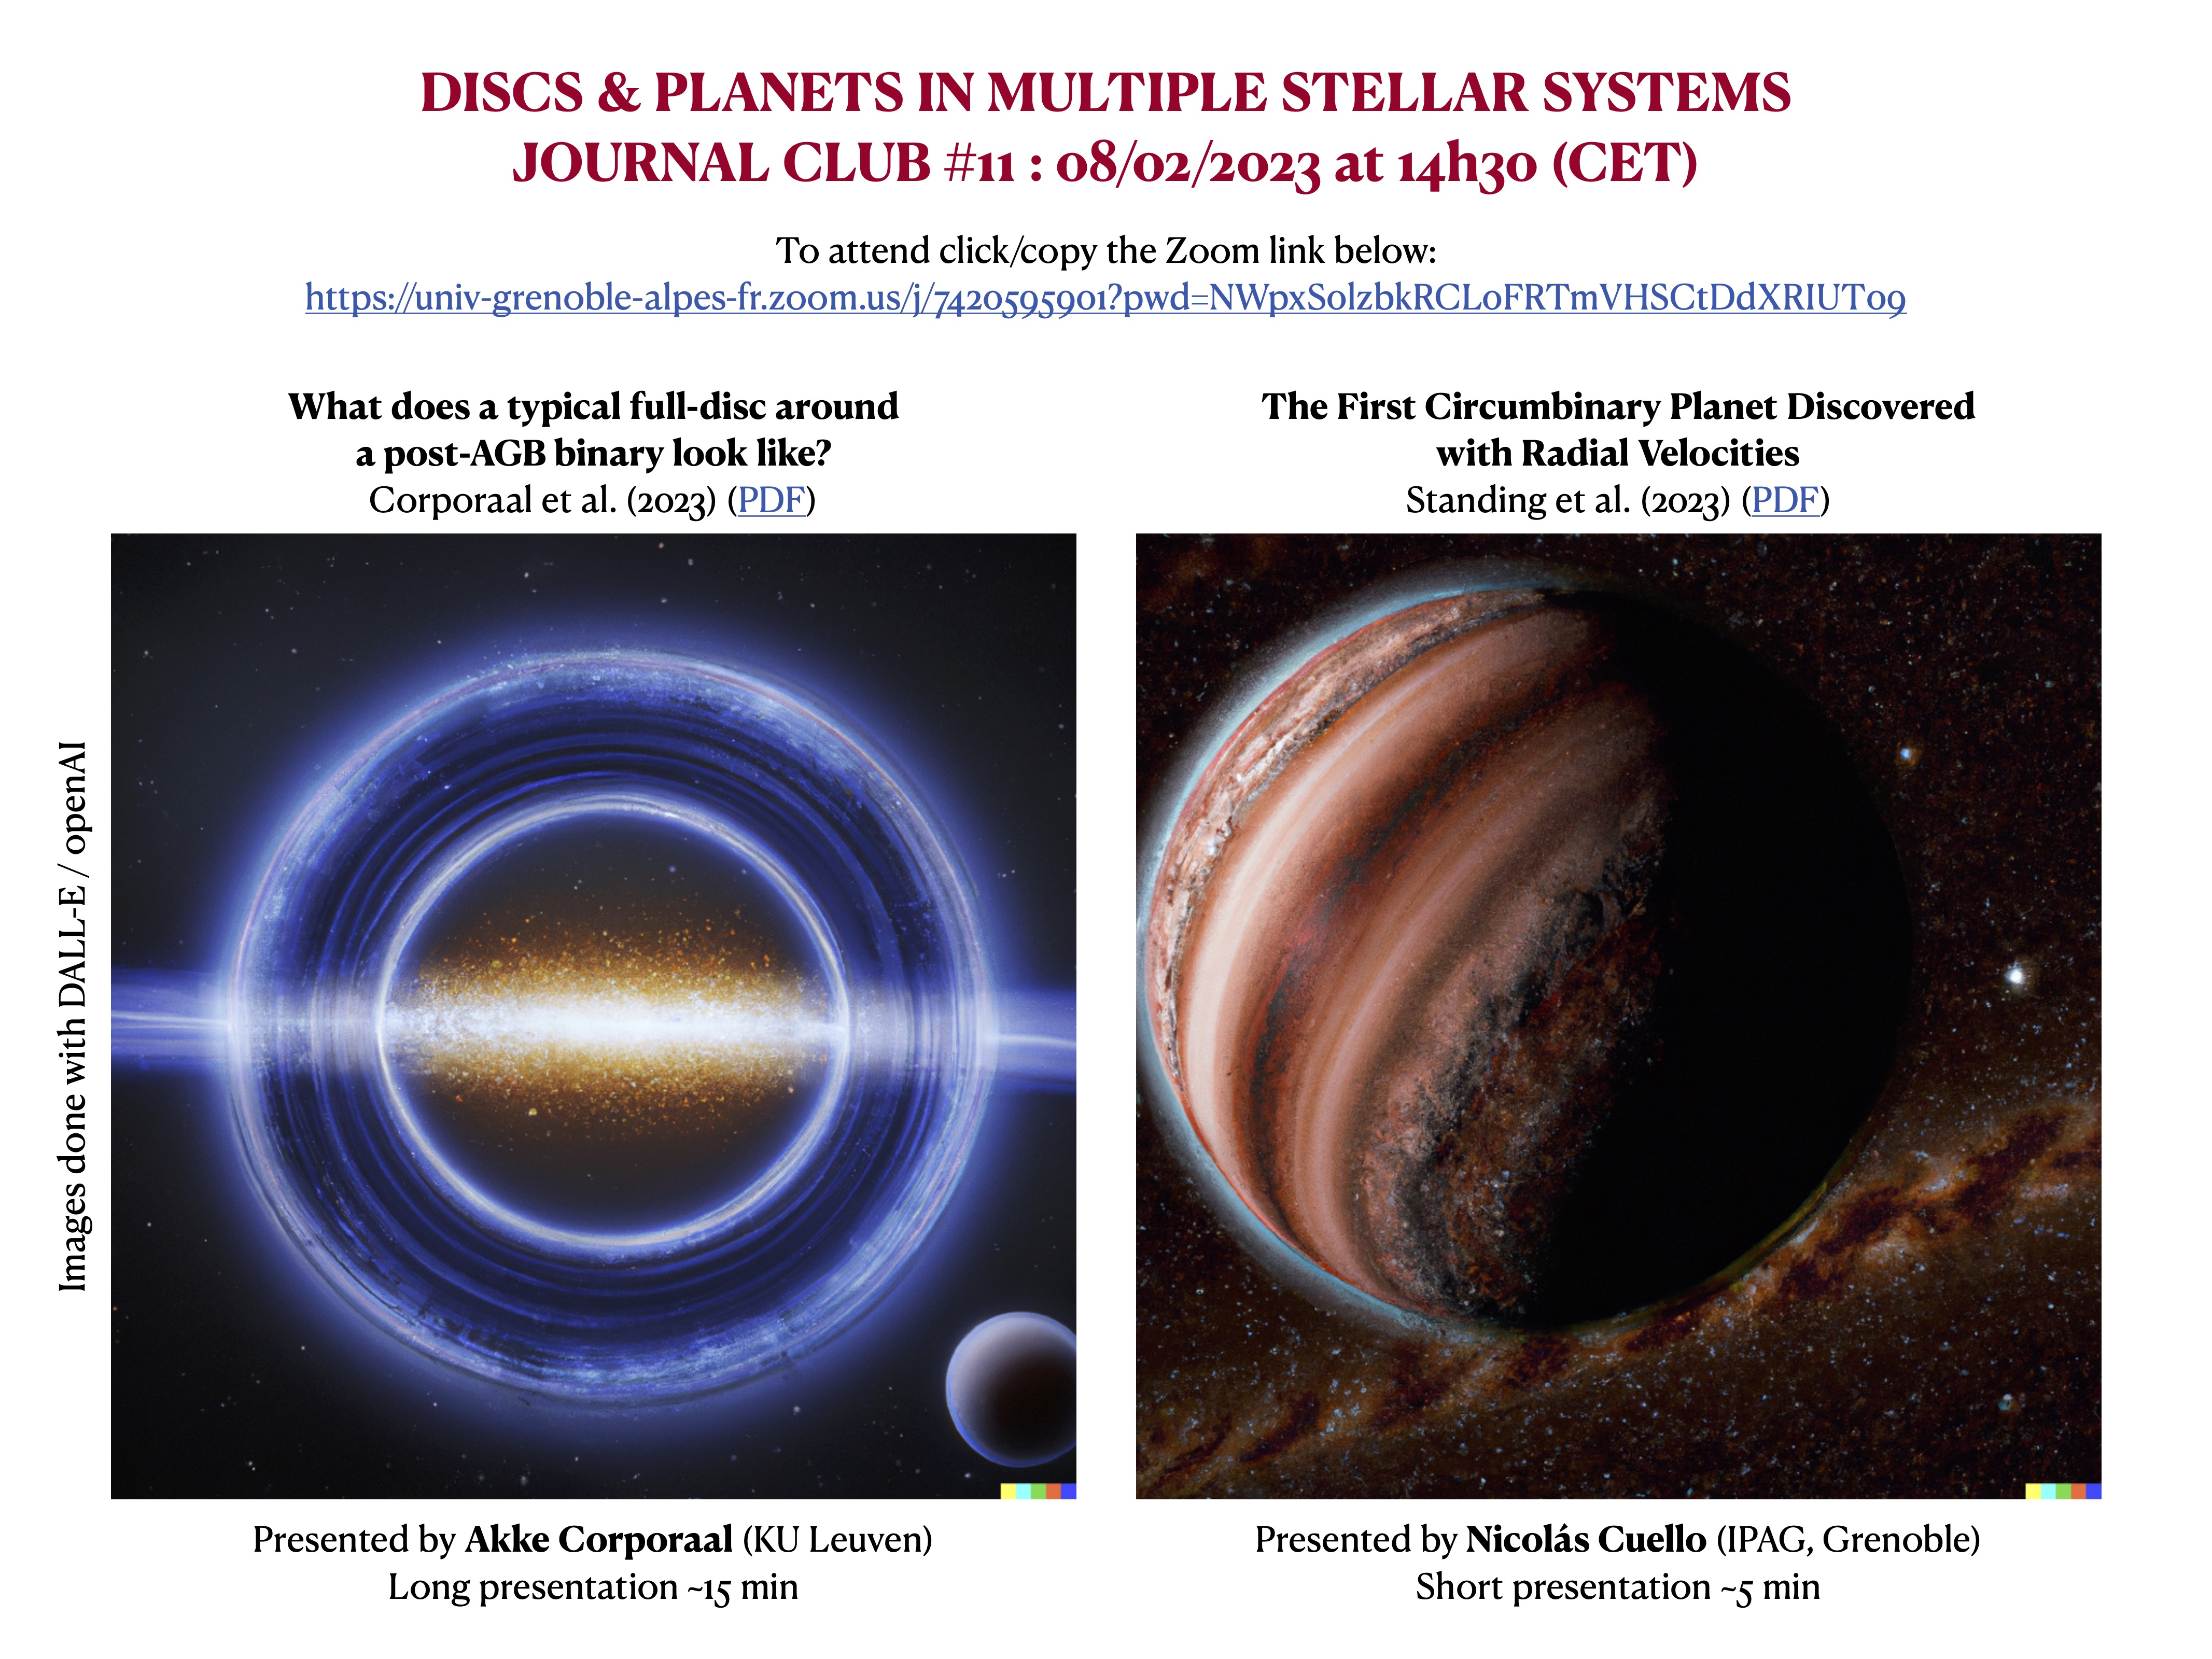 DISCS & PLANETS IN MULTIPLE STELLAR SYSTEMS
JOURNAL CLUB #11 : 08/02/2023 at 14h30 (CET)
To attend click/copy the Zoom link below:
https://univ-grenoble-alpes-fr.zoom.us/j/7420595901?pwd=NWpxS0lzbkRCL0FRTmVHSCtDdXRIUT09
What does a typical full-disc around
a post-AGB binary look like?
Corporaal et al. (2023) (PDF)
The First Circumbinary Planet Discovered
with Radial Velocities
Standing et al. (2023) (PDF)
Images done with DALL-E / openAI
Presented by Akke Corporaal (KU Leuven)
Long presentation ~15 min
Presented by Nicolás Cuello (IPAG, Grenoble)
Short presentation ~5 min